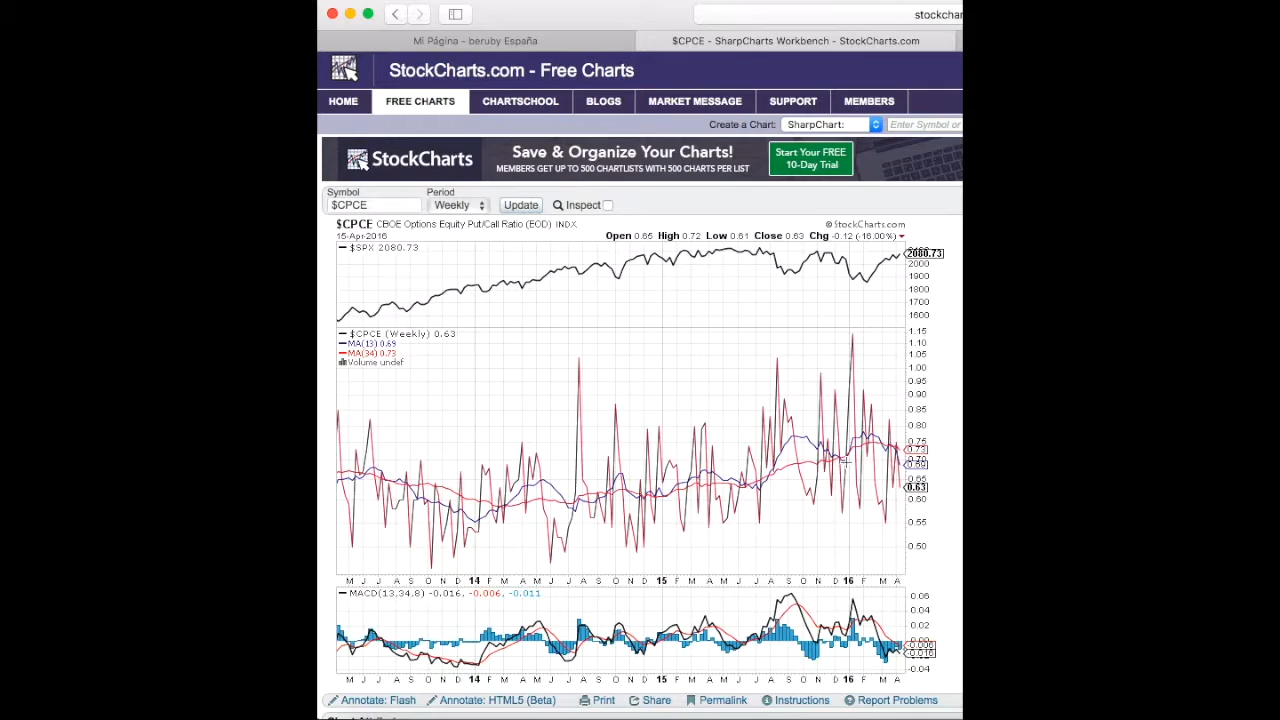 stockchar
Mi Página - beruby España
$CPCE - SharpCharts Workbench - StockCharts.com
StockCharts.com - Free Charts
HOME FREE CHARTS CHARTSCHOOL BLOGS MARKET MESSAGE SUPPORT MEMBERS
Create a Chart: SharpChart: Enter Symbol or
StockCharts
Save & Organize Your Charts!
MEMBERS GET UP TO 500 CHARTLISTS WITH 500 CHARTS PER LIST
Start Your FREE
10-Day Trial
Symbol Period
$CPCE Weekly Update Inspect
$CPCE CBOE Options Equity Put/Call Ratio (EOD) INDX
© StockCharts.com
15-Apr-2016
Open 0.65 High 0.72 Low 0.61 Close 0.63 Chg -0.12 (-16.00%)
$SPX 2080.73
2080.73
2000
1900
1800
1700
1600
$CPCE (Weekly) 0.63
MA(13) 0.69
MA(34) 0.73
Volume undef
1.15
1.10
1.05
1.00
0.95
0.90
0.85
0.80
0.75
0.73
0.70
0.69
0.65
0.63
0.60
0.55
0.50
M J J A S O N D 14 F M A M J J A S O N D 15 F M A M J J A S O N D 16 F M A
MACD(13,34,8) -0.016, -0.006, -0.011
0.06
0.04
0.02
0.00
-0.006
-0.016
-0.04
M J J A S O N D 14 F M A M J J A S O N D 15 F M A M J J A S O N D 16 F M A
Annotate: Flash Annotate: HTML5 (Beta) Print Share Permalink Instructions Report Problems